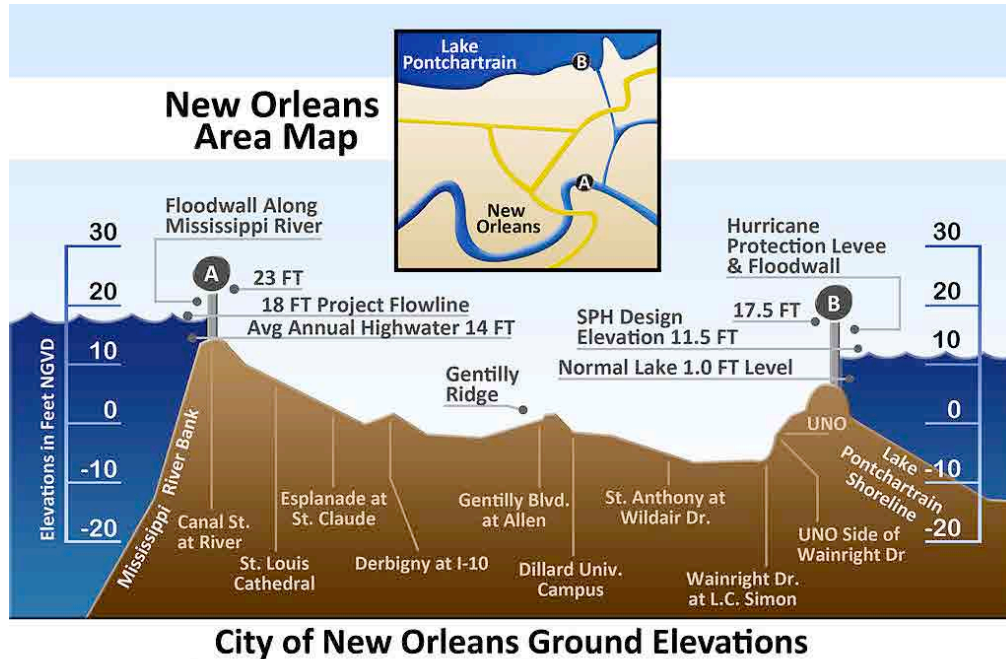 New Orleans
Area Map
Lake
Pontchartrain
B
A
New
Orleans
Floodwall Along
Mississippi River
A
23 FT
18 FT Project Flowline
Avg Annual Highwater 14 FT
Hurricane
Protection Levee
& Floodwall
B
17.5 FT
SPH Design
Elevation 11.5 FT
Normal Lake 1.0 FT Level
Gentilly
Ridge
Elevations in Feet NGVD
30
20
10
0
-10
-20
30
20
10
0
-10
-20
Mississippi River Bank
Canal St.
at River
St. Louis
Cathedral
Esplanade at
St. Claude
Derbigny at I-10
Gentilly Blvd.
at Allen
Dillard Univ.
Campus
St. Anthony at
Wildair Dr.
Wainright Dr.
at L.C. Simon
UNO
UNO Side of
Wainright Dr
Lake
Pontchartrain
Shoreline
City of New Orleans Ground Elevations